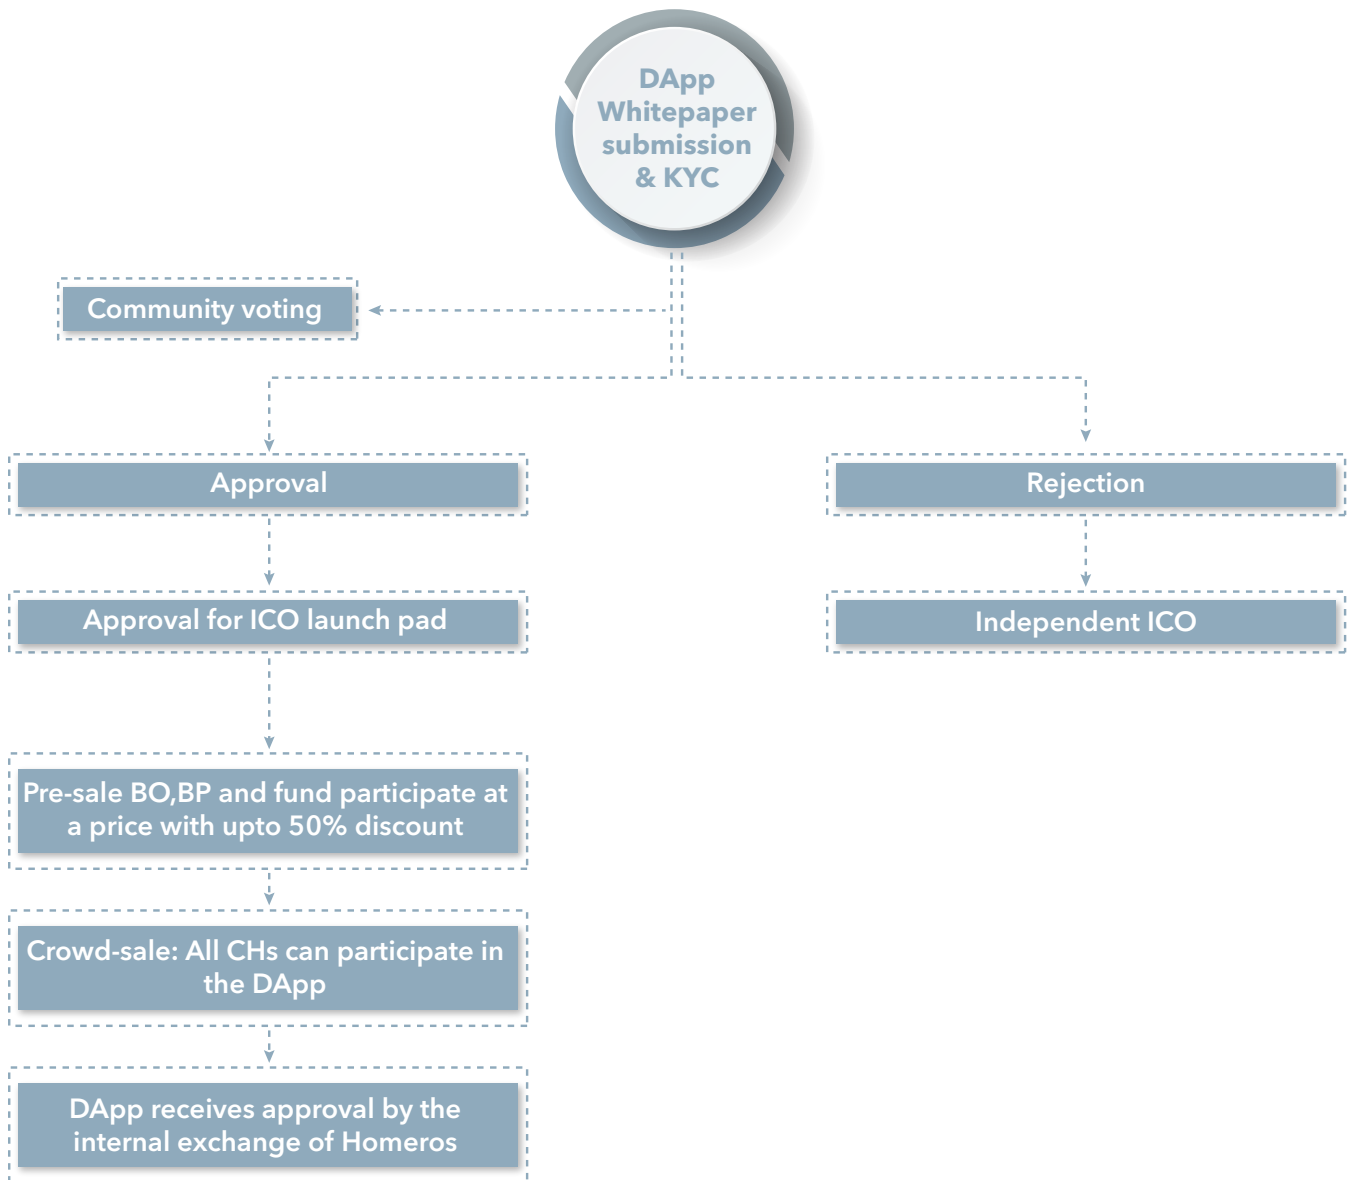 DApp
Whitepaper
submission
& KYC
Community voting
Approval
Rejection
Approval for ICO launch pad
Independent ICO
Pre-sale BO,BP and fund participate at
a price with upto 50% discount
Crowd-sale: All CHs can participate in
the DApp
DApp receives approval by the
internal exchange of Homeros